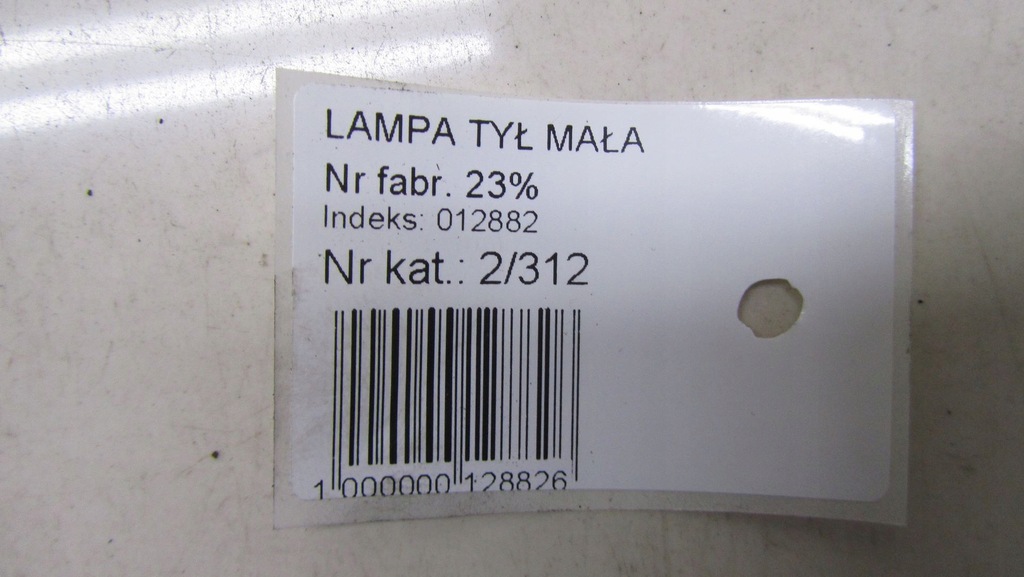 LAMPA TYŁ MAŁA
Nr fabr. 23%
Indeks: 012882
Nr kat.: 2/312
1 000000 128826